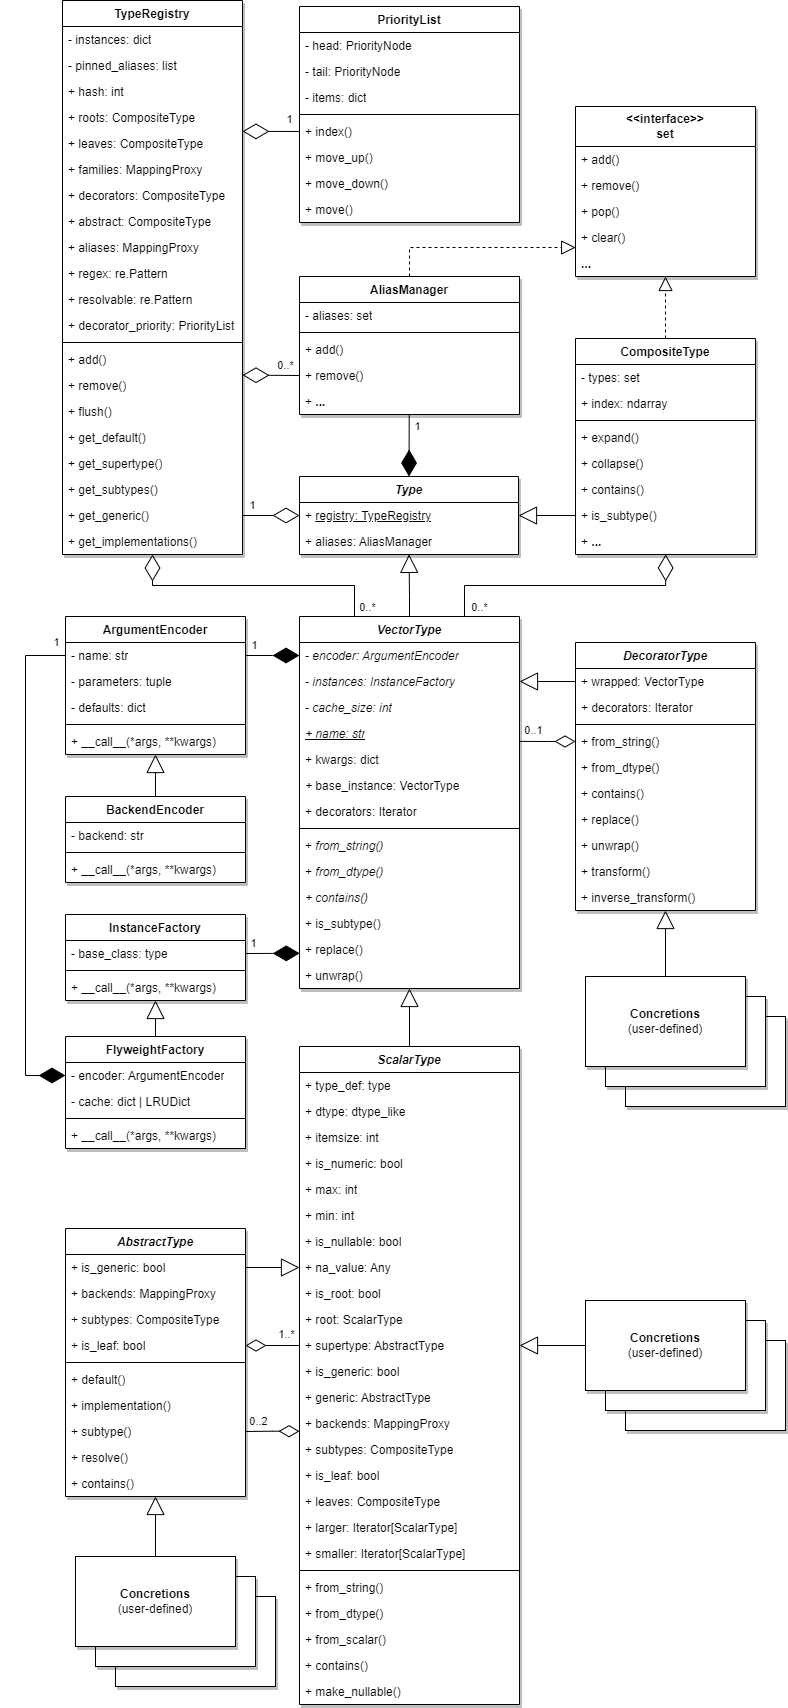 TypeRegistry
- instances: dict
- pinned_aliases: list
+ hash: int
+ roots: CompositeType
+ leaves: CompositeType
+ families: MappingProxy
+ decorators: CompositeType
+ abstract: CompositeType
+ aliases: MappingProxy
+ regex: re.Pattern
+ resolvable: re.Pattern
+ decorator_priority: PriorityList
+ add()
+ remove()
+ flush()
+ get_default()
+ get_supertype()
+ get_subtypes()
+ get_generic()
+ get_implementations()
1
0..*
1
PriorityList
- head: PriorityNode
- tail: PriorityNode
- items: dict
+ index()
+ move_up()
+ move_down()
+ move()
<<interface>>
set
+ add()
+ remove()
+ pop()
+ clear()
...
AliasManager
- aliases: set
+ add()
+ remove()
+ ...
1
CompositeType
- types: set
+ index: ndarray
+ expand()
+ collapse()
+ contains()
+ is_subtype()
+ ...
Type
+ registry: TypeRegistry
+ aliases: AliasManager
0..*
0..*
ArgumentEncoder
- name: str
- parameters: tuple
- defaults: dict
+ __call__(*args, **kwargs)
1
1
BackendEncoder
- backend: str
+ __call__(*args, **kwargs)
InstanceFactory
- base_class: type
+ __call__(*args, **kwargs)
1
FlyweightFactory
- encoder: ArgumentEncoder
- cache: dict | LRUDict
+ __call__(*args, **kwargs)
VectorType
- encoder: ArgumentEncoder
- instances: InstanceFactory
- cache_size: int
+ name: str
+ kwargs: dict
+ base_instance: VectorType
+ decorators: Iterator
+ from_string()
+ from_dtype()
+ contains()
+ is_subtype()
+ replace()
+ unwrap()
0..1
DecoratorType
+ wrapped: VectorType
+ decorators: Iterator
+ from_string()
+ from_dtype()
+ contains()
+ replace()
+ unwrap()
+ transform()
+ inverse_transform()
Concretions
(user-defined)
ScalarType
+ type_def: type
+ dtype: dtype_like
+ itemsize: int
+ is_numeric: bool
+ max: int
+ min: int
+ is_nullable: bool
+ na_value: Any
+ is_root: bool
+ root: ScalarType
+ supertype: AbstractType
+ is_generic: bool
+ generic: AbstractType
+ backends: MappingProxy
+ subtypes: CompositeType
+ is_leaf: bool
+ leaves: CompositeType
+ larger: Iterator[ScalarType]
+ smaller: Iterator[ScalarType]
+ from_string()
+ from_dtype()
+ from_scalar()
+ contains()
+ make_nullable()
AbstractType
+ is_generic: bool
+ backends: MappingProxy
+ subtypes: CompositeType
+ is_leaf: bool
+ default()
+ implementation()
+ subtype()
+ resolve()
+ contains()
1..*
0..2
Concretions
(user-defined)
Concretions
(user-defined)